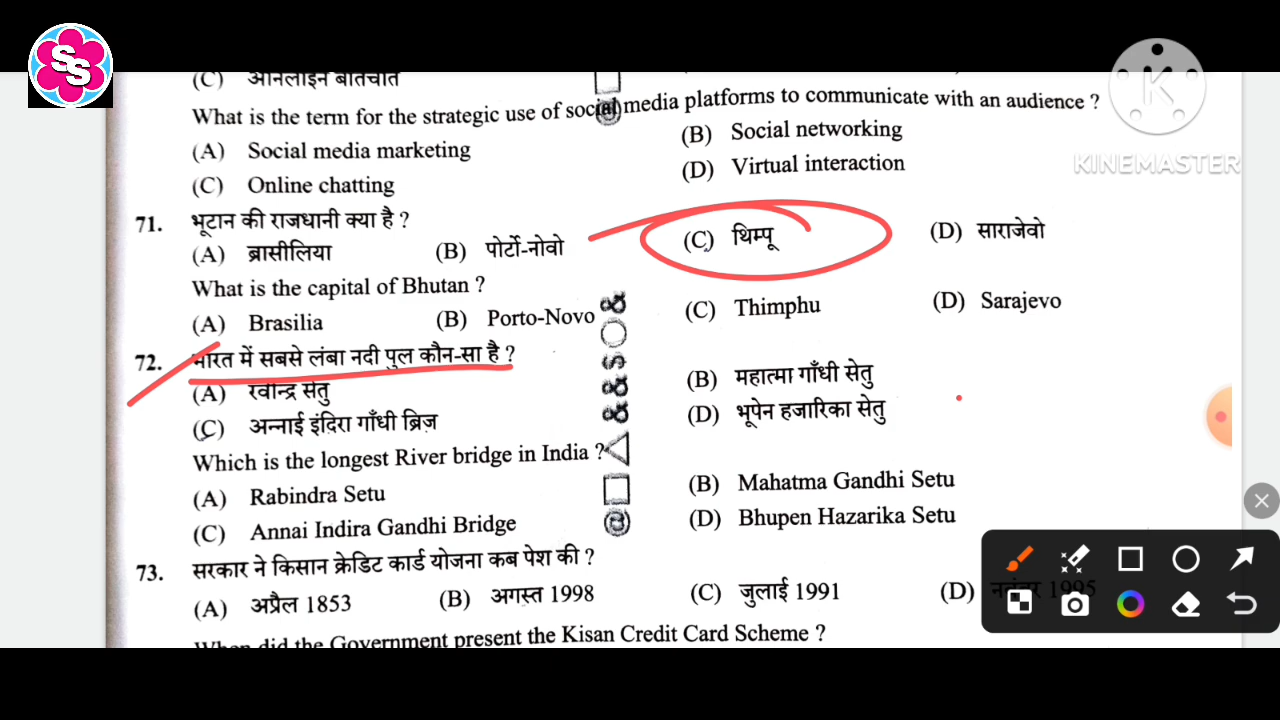 SS
KINEMASTER
(C) ऑनलाइन बातचीत
What is the term for the strategic use of social media platforms to communicate with an audience ?
(A) Social media marketing (B) Social networking
(C) Online chatting (D) Virtual interaction
71. भूटान की राजधानी क्या है ?
(A) ब्रासीलिया (B) पोर्टो-नोवो (C) थिम्पू (D) साराजेवो
What is the capital of Bhutan ?
(A) Brasilia (B) Porto-Novo (C) Thimphu (D) Sarajevo
72. भारत में सबसे लंबा नदी पुल कौन-सा है ?
(A) रवीन्द्र सेतु (B) महात्मा गाँधी सेतु
(C) अन्नाई इंदिरा गाँधी ब्रिज़ (D) भूपेन हजारिका सेतु
Which is the longest River bridge in India ?
(A) Rabindra Setu (B) Mahatma Gandhi Setu
(C) Annai Indira Gandhi Bridge (D) Bhupen Hazarika Setu
73. सरकार ने किसान क्रेडिट कार्ड योजना कब पेश की ?
(A) अप्रैल 1853 (B) अगस्त 1998 (C) जुलाई 1991 (D) नवंबर 1995
When did the Government present the Kisan Credit Card Scheme ?